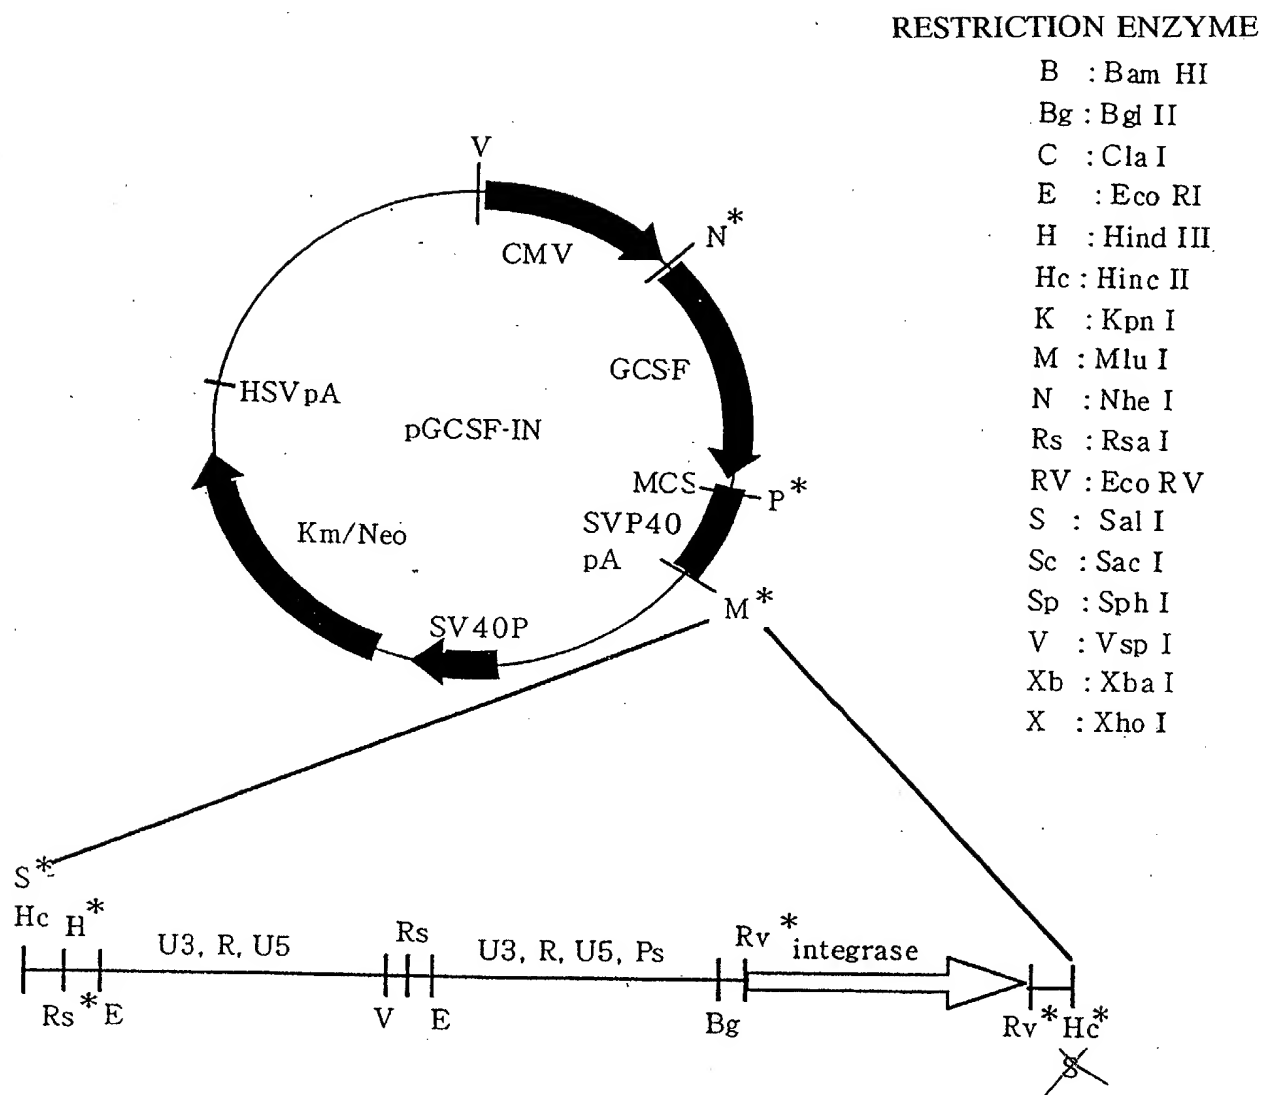 RESTRICTION ENZYME
B : Bam HI
Bg : Bgl II
C : Cla I
E : Eco RI
H : Hind III
Hc : Hinc II
K : Kpn I
M : Mlu I
N : Nhe I
Rs : Rsa I
RV : Eco RV
S : Sal I
Sc : Sac I
Sp : Sph I
V : Vsp I
Xb : Xba I
X : Xho I
V
CMV
N*
GCSF
HSVpA
pGCSF-IN
MCS
P*
SVP40
pA
Km/Neo
SV40P
M*
S*
Hc H*
U3, R, U5
Rs
U3, R, U5, Ps
Rv*
integrase
Rs* E
V
E
Bg
Rv* Hc*
S